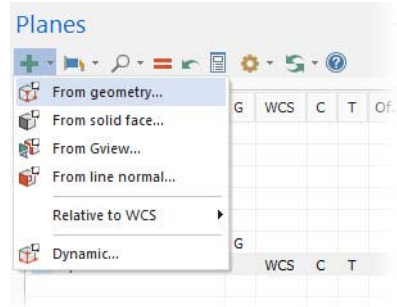 Planes
G WCS C T Of.
From geometry...
From solid face...
From Gview...
From line normal...
Relative to WCS
G
Dynamic...
WCS C T